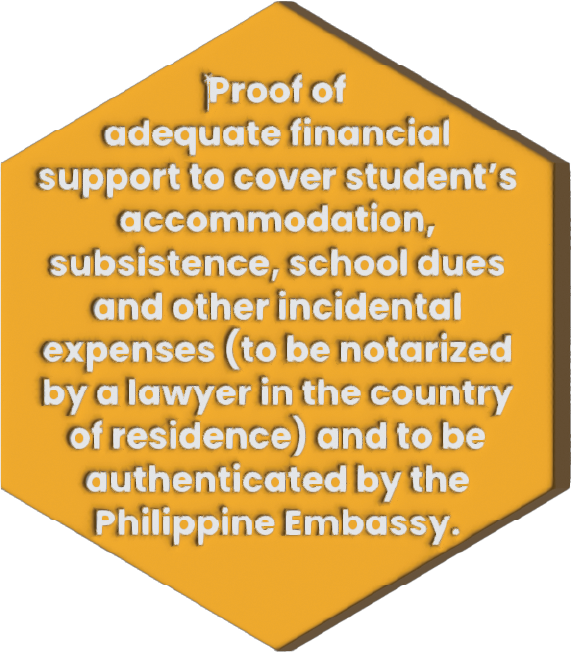 Proof of
adequate financial
support to cover student's
accommodation,
subsistence, school dues
and other incidental
expenses (to be notarized
by a lawyer in the country
of residence) and to be
authenticated by the
Philippine Embassy.